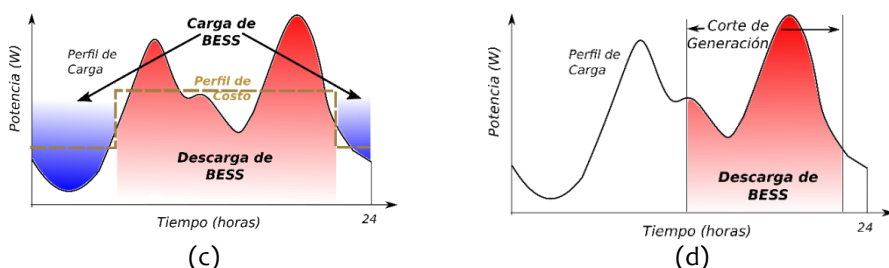 Potencia (W)
Perfil de
Carga
Carga de
BESS
Perfil de
Costo
Descarga de
BESS
Tiempo (horas)
24
(c)
Potencia (W)
Perfil de
Carga
Corte de
Generación
Descarga de
BESS
Tiempo (horas)
24
(d)